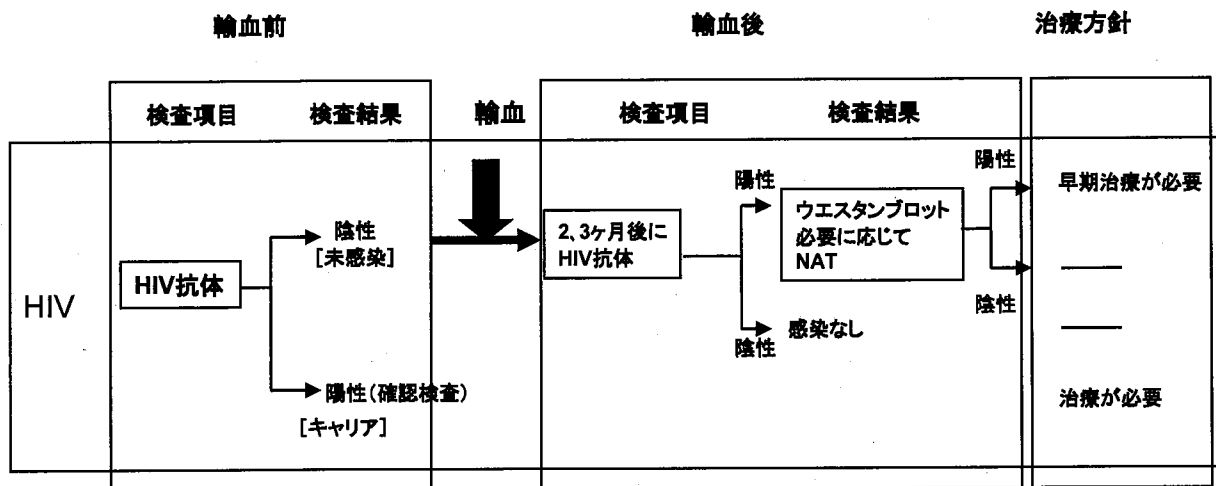 輸血前
輸血後
治療方針
検査項目
検査結果
輸血
検査項目
検査結果
HIV
HIV抗体
陰性
[未感染]
陽性(確認検査)
[キャリア]
2、3ヶ月後に
HIV抗体
陽性
陰性
ウエスタンブロット
必要に応じて
NAT
感染なし
陽性
陰性
早期治療が必要
治療が必要